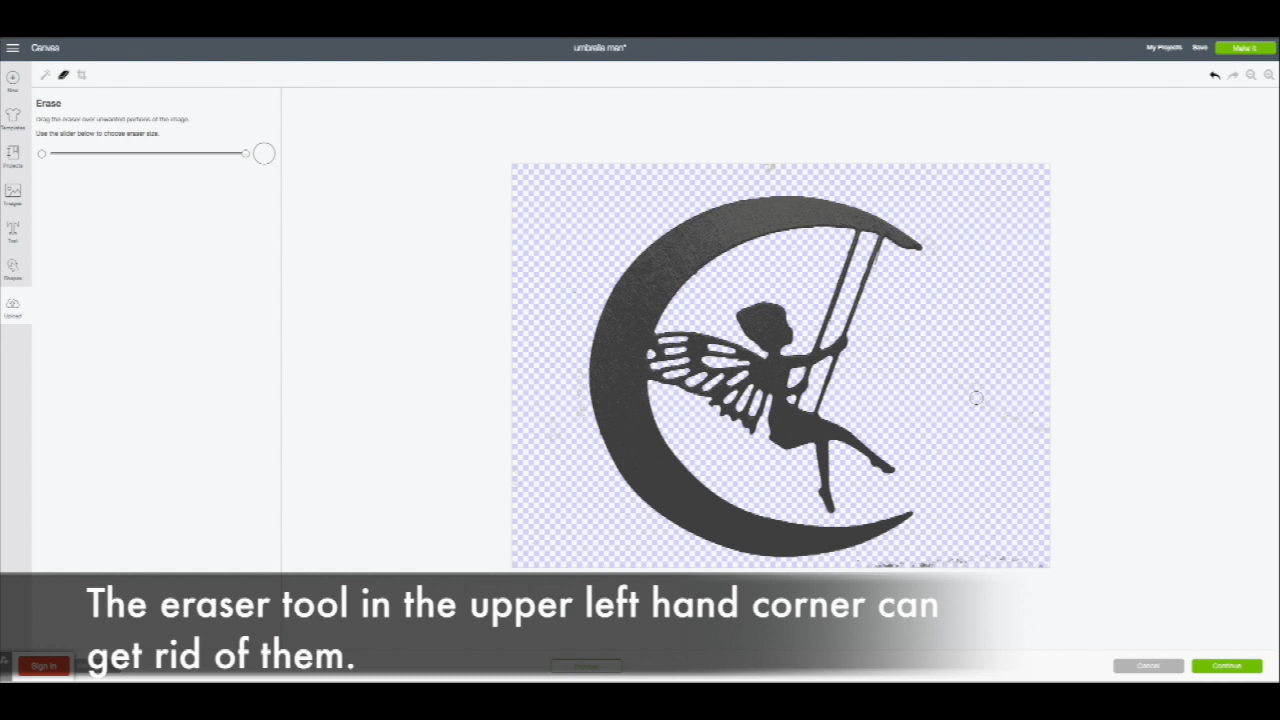 Canvas
umbrella man*
My Projects
Save
Make It
New
Erase
Templates
Drag the eraser over unwanted portions of the image.
Use the slider below to choose eraser size.
Projects
Images
Text
Shapes
Upload
The eraser tool in the upper left hand corner can
get rid of them.
Sign In
Preview
Cancel
Continue